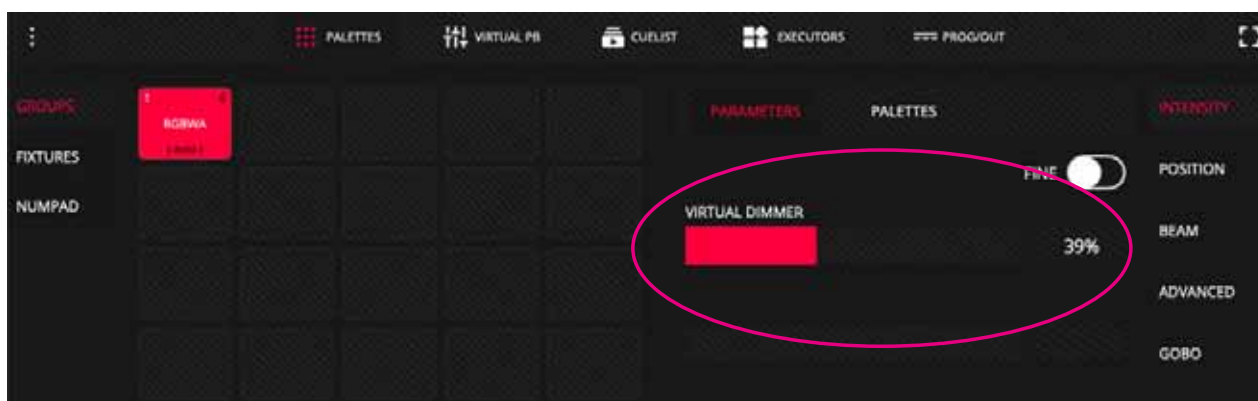 PALETTES
VIRTUAL PB
CUELIST
EXECUTORS
PROG/OUT
GROUPS
FIXTURES
NUMPAD
1
RGBWA
PARAMETERS
PALETTES
FINE
VIRTUAL DIMMER
39%
INTENSITY
POSITION
BEAM
ADVANCED
GOBO